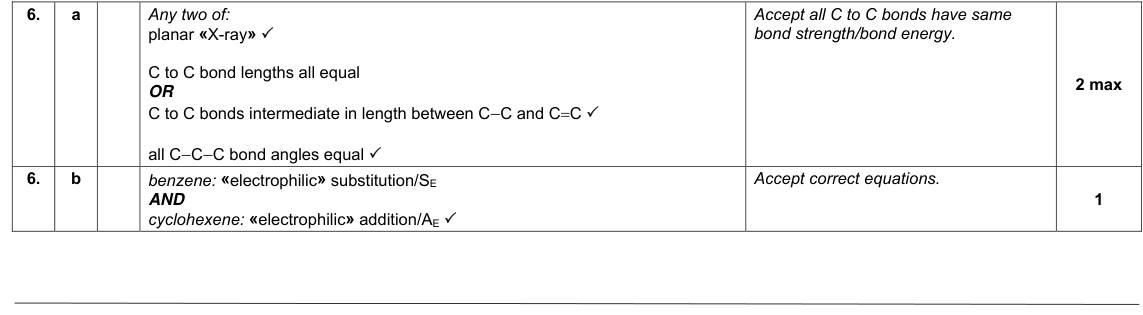 6. a Any two of: Accept all C to C bonds have same
planar «X-ray» ✓ bond strength/bond energy.
C to C bond lengths all equal
OR 2 max
C to C bonds intermediate in length between C–C and C=C ✓
all C–C–C bond angles equal ✓
6. b benzene: «electrophilic» substitution/SE Accept correct equations.
AND 1
cyclohexene: «electrophilic» addition/AE ✓